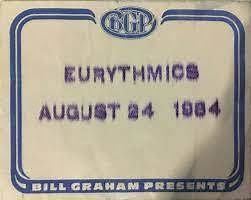 BGP
EURYTHMICS
AUGUST 24 1984
BILL GRAHAM PRESENTS